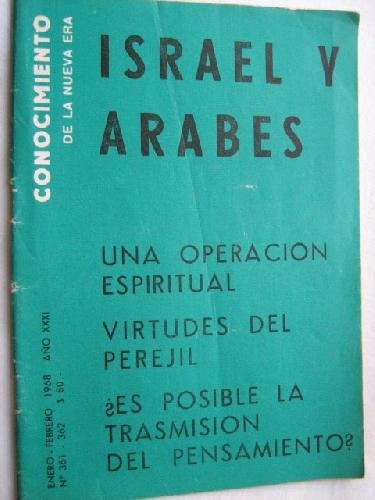 CONOCIMIENTO
DE LA NUEVA ERA
ISRAEL Y
ARABES
UNA OPERACION
ESPIRITUAL
VIRTUDES DEL
PEREJIL
¿ES POSIBLE LA
TRASMISION
DEL PENSAMIENTO?
ENERO - FEBRERO 1968 AÑO XXXI
Nº 361 - 362 $ 60.-